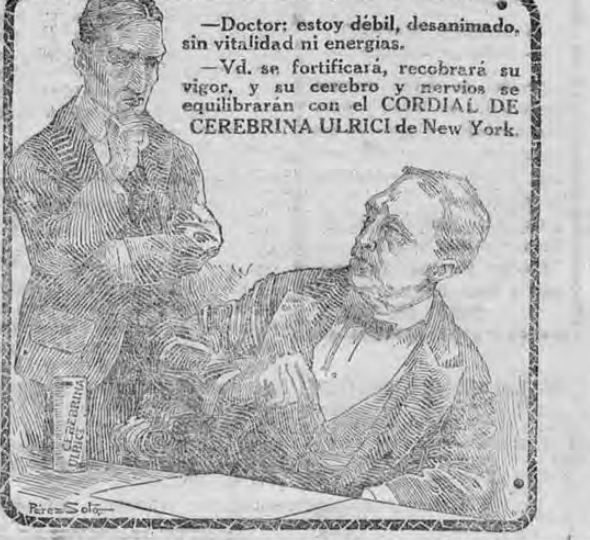 —Doctor: estoy débil, desanimado,
sin vitalidad ni energías.
—Vd. se fortificará, recobrará su
vigor, y su cerebro y nervios se
equilibrarán con el CORDIAL DE
CEREBRINA ULRICI de New York.
CEREBRINA
ULRICI
Pérez Soto